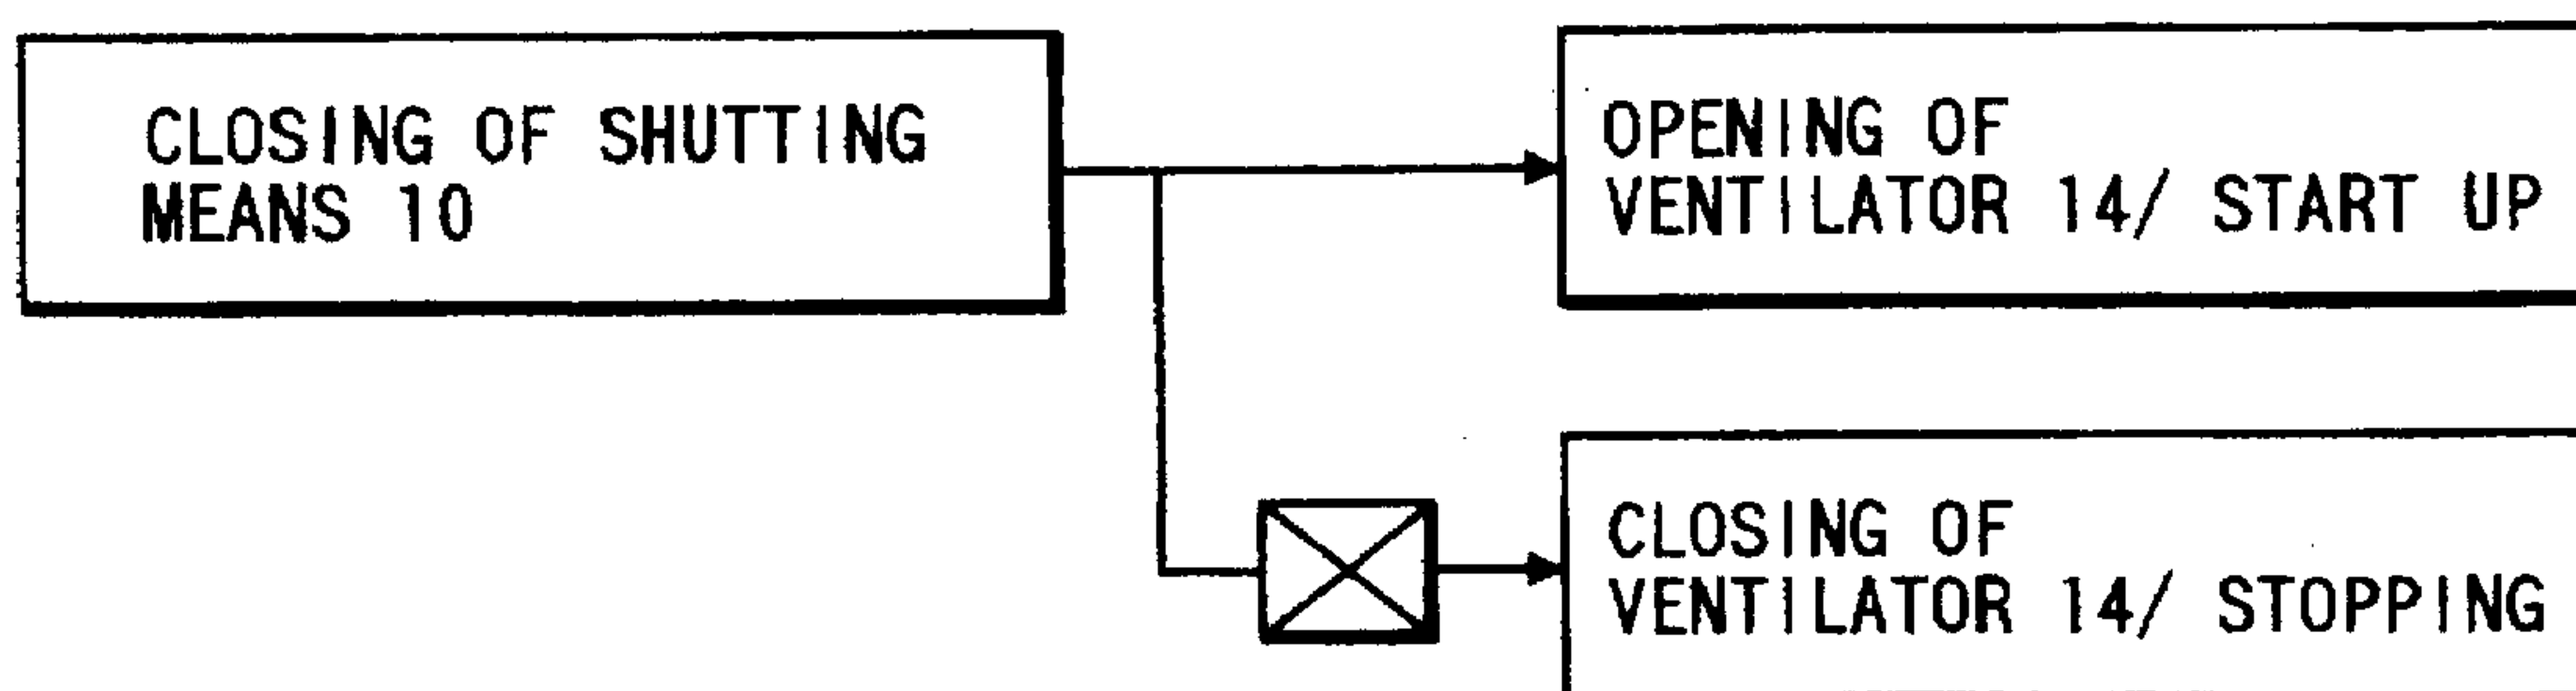 CLOSING OF SHUTTING
MEANS 10
OPENING OF
VENTILATOR 14/ START UP
CLOSING OF
VENTILATOR 14/ STOPPING